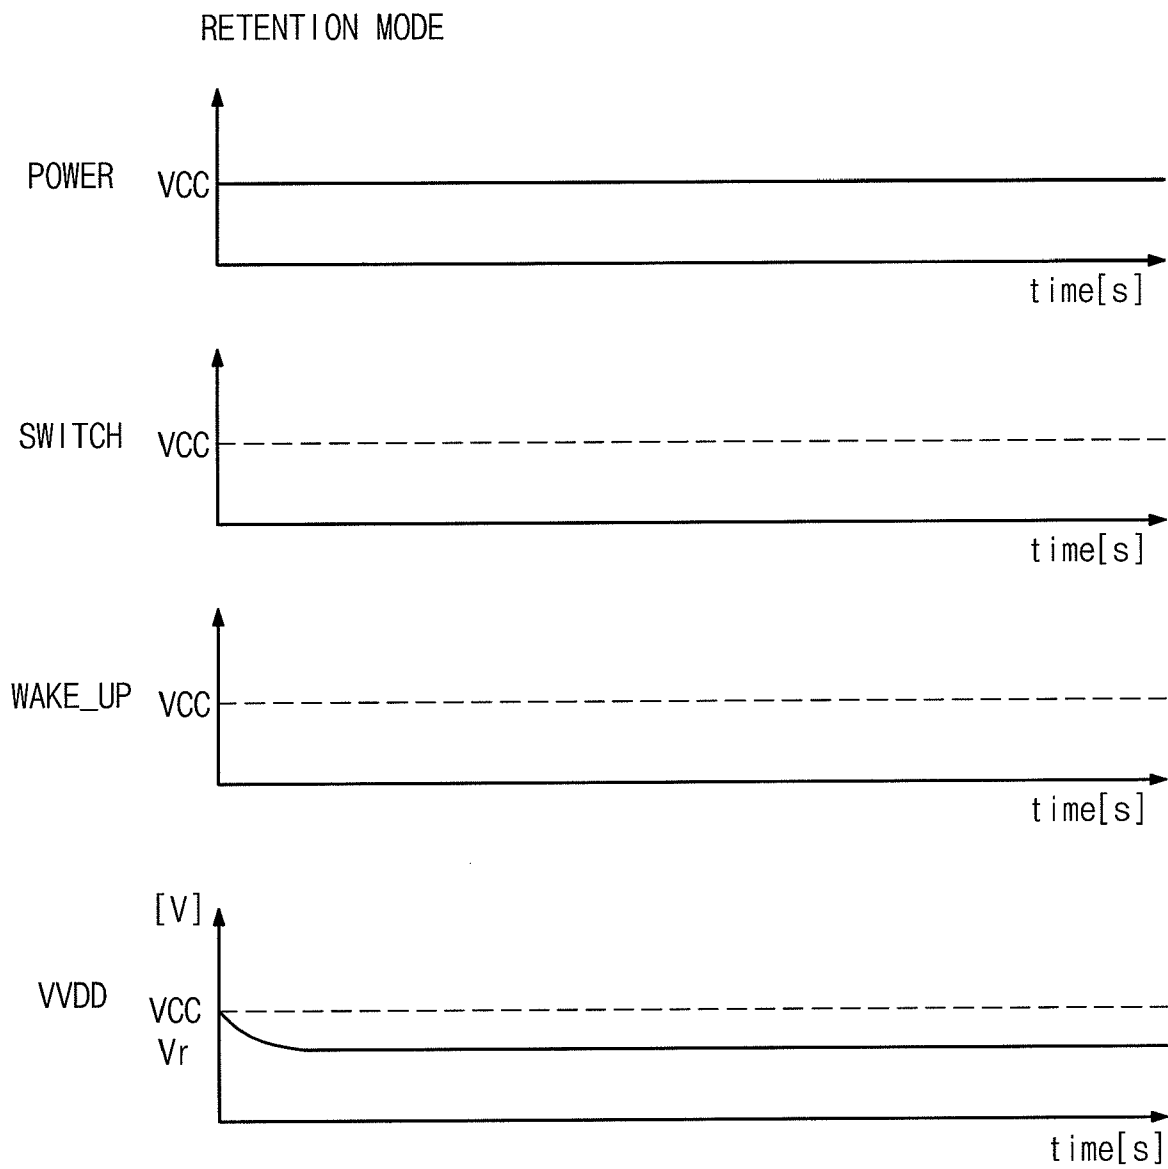 RETENTION MODE
POWER VCC
time[s]
SWITCH VCC
time[s]
WAKE_UP VCC
time[s]
[V]
VVDD VCC
Vr
time[s]